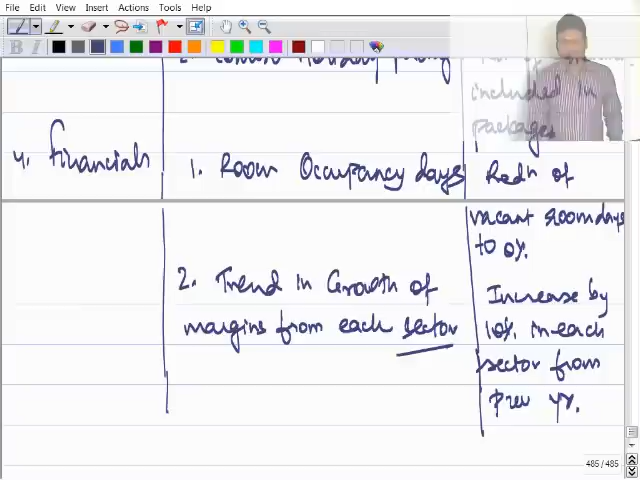 File Edit View Insert Actions Tools Help
included in
packages
4. Financials 1. Room Occupancy days Redn of
vacant room days
to 0%.
2. Trend in Growth of
margins from each sector
Increase by
10% in each
sector from
Prev yr.
485 / 485